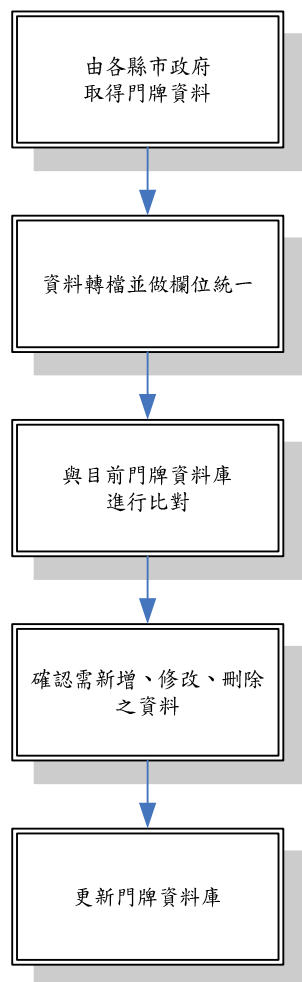 由各縣市政府
取得門牌資料
資料轉檔並做欄位統一
與目前門牌資料庫
進行比對
確認需新增、修改、刪除
之資料
更新門牌資料庫